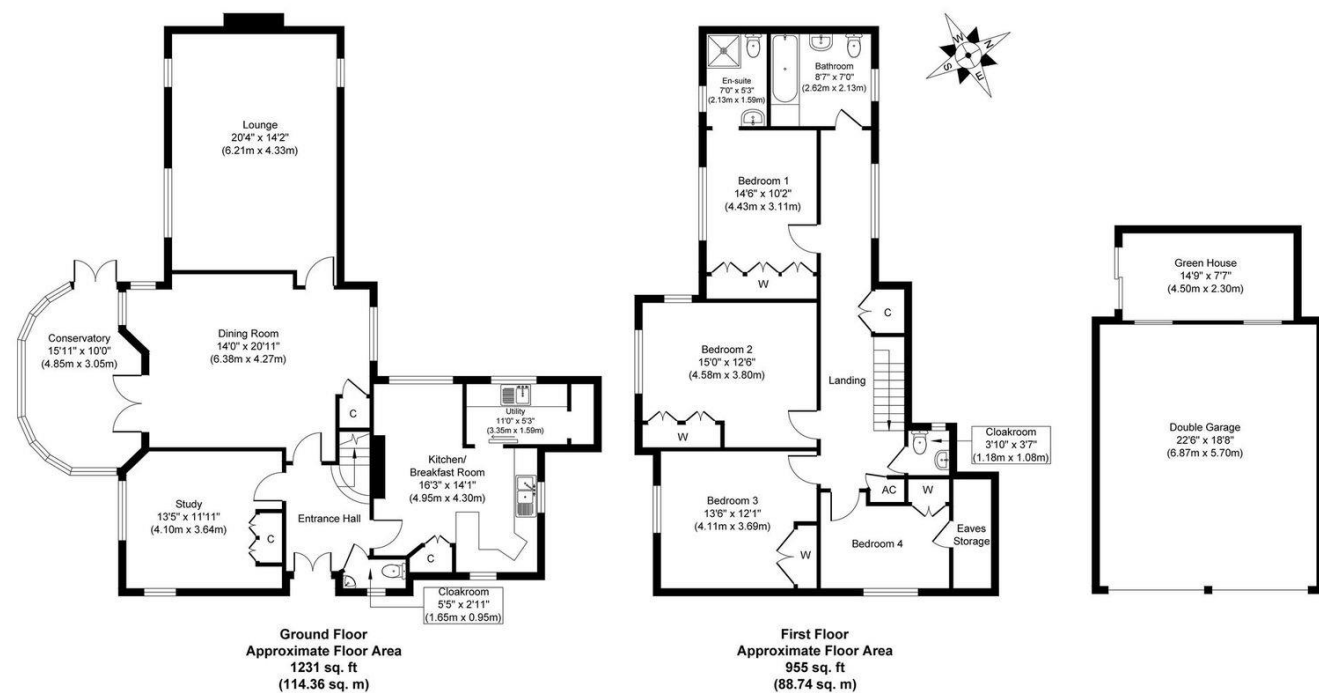 Lounge
20'4" x 14'2"
(6.21m x 4.33m)
Conservatory
15'11" x 10'0"
(4.85m x 3.05m)
Dining Room
14'0" x 20'11"
(6.38m x 4.27m)
C
Utility
11'0" x 5'3"
(3.35m x 1.59m)
Kitchen/
Breakfast Room
16'3" x 14'1"
(4.95m x 4.30m)
Study
13'5" x 11'11"
(4.10m x 3.64m)
C
Entrance Hall
C
Cloakroom
5'5" x 2'11"
(1.65m x 0.95m)
Ground Floor
Approximate Floor Area
1231 sq. ft
(114.36 sq. m)
En-suite
7'0" x 5'3"
(2.13m x 1.59m)
Bathroom
8'7" x 7'0"
(2.62m x 2.13m)
Bedroom 1
14'6" x 10'2"
(4.43m x 3.11m)
W
C
Bedroom 2
15'0" x 12'6"
(4.58m x 3.80m)
W
Landing
Cloakroom
3'10" x 3'7"
(1.18m x 1.08m)
Bedroom 3
13'6" x 12'1"
(4.11m x 3.69m)
W
AC
W
Bedroom 4
Eaves
Storage
First Floor
Approximate Floor Area
955 sq. ft
(88.74 sq. m)
W
N
S
E
Green House
14'9" x 7'7"
(4.50m x 2.30m)
Double Garage
22'6" x 18'8"
(6.87m x 5.70m)